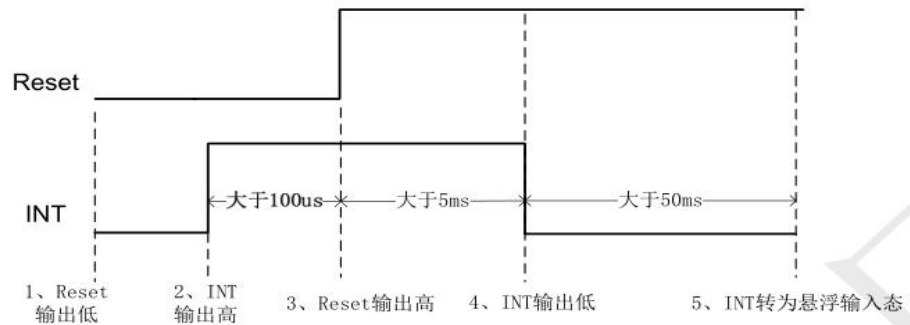 Reset
INT
大于100us
大于5ms
大于50ms
1、Reset
输出低
2、INT
输出高
3、Reset输出高
4、INT输出低
5、INT转为悬浮输入态